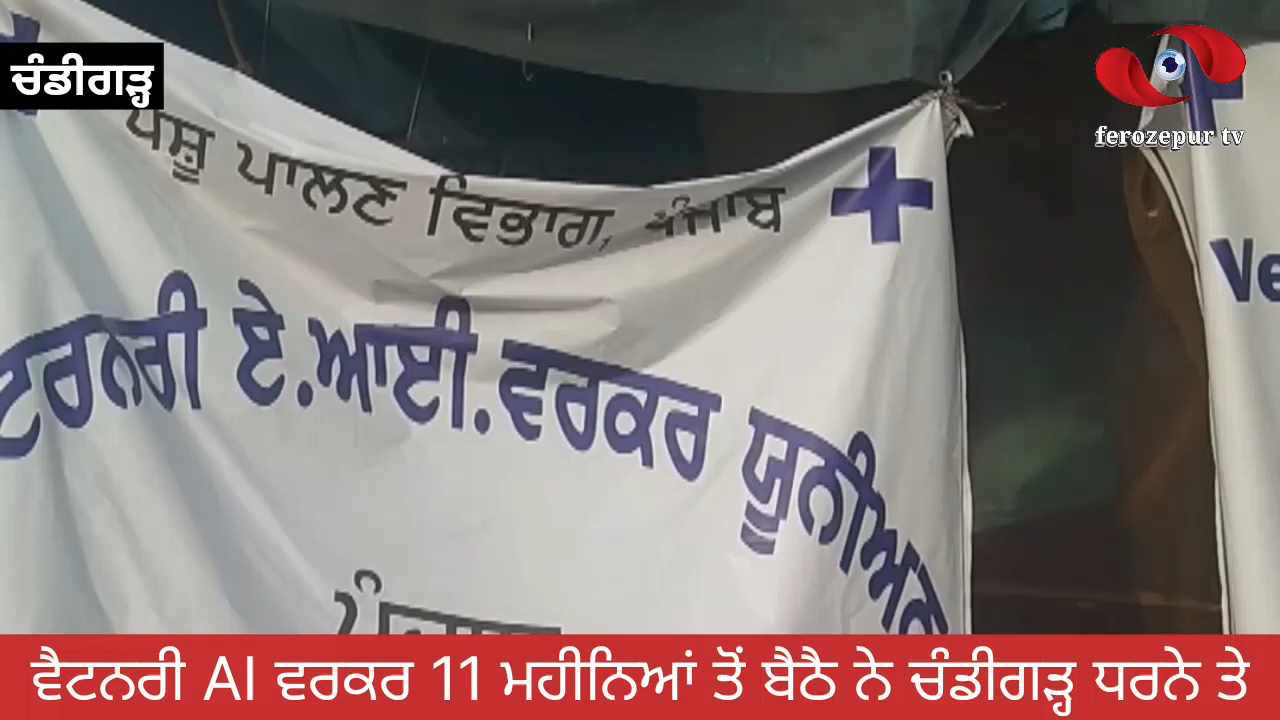 ਚੰਡੀਗੜ੍ਹ
ferozepur tv
ਪਸ਼ੂ ਪਾਲਣ ਵਿਭਾਗ, ਪੰਜਾਬ
ਟਰਨਰੀ ਏ.ਆਈ.ਵਰਕਰ ਯੂਨੀਅਨ
Ve
ਵੈਟਨਰੀ AI ਵਰਕਰ 11 ਮਹੀਨਿਆਂ ਤੋਂ ਬੈਠੈ ਨੇ ਚੰਡੀਗੜ੍ਹ ਧਰਨੇ ਤੇ